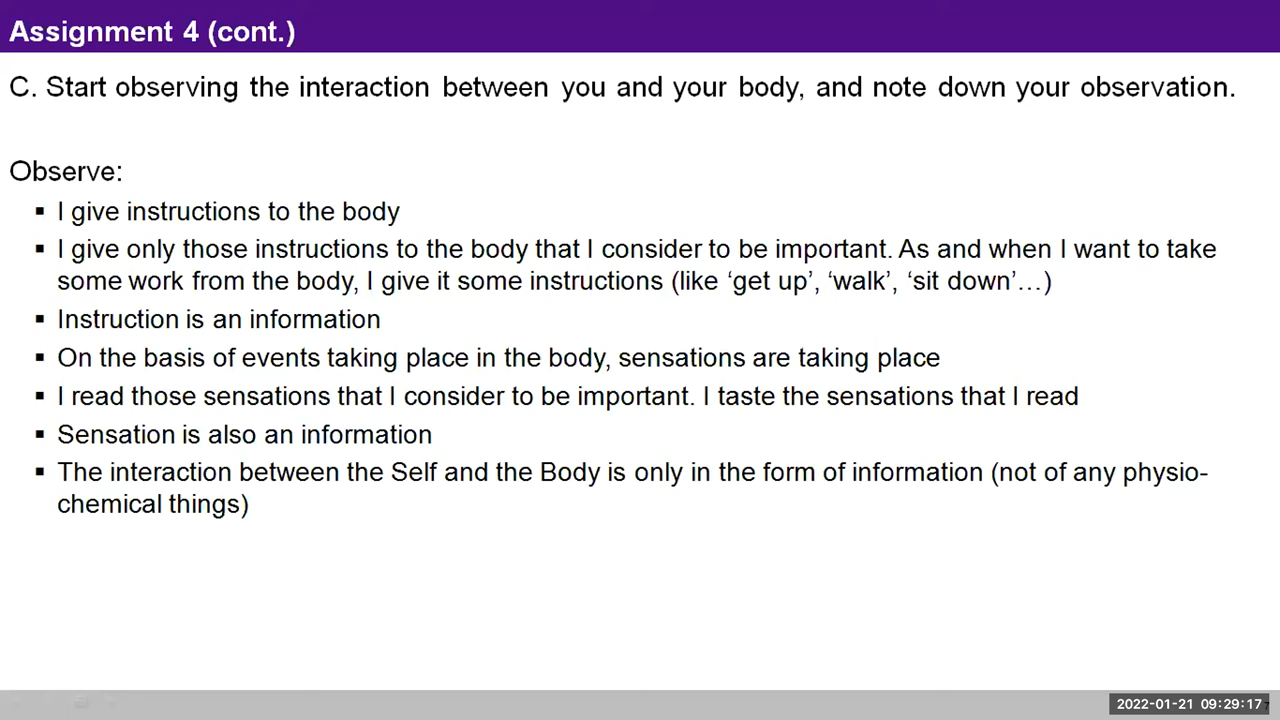 Assignment 4 (cont.)
C. Start observing the interaction between you and your body, and note down your observation.
Observe:
▪ I give instructions to the body
▪ I give only those instructions to the body that I consider to be important. As and when I want to take
some work from the body, I give it some instructions (like ‘get up’, ‘walk’, ‘sit down’…)
▪ Instruction is an information
▪ On the basis of events taking place in the body, sensations are taking place
▪ I read those sensations that I consider to be important. I taste the sensations that I read
▪ Sensation is also an information
▪ The interaction between the Self and the Body is only in the form of information (not of any physio-
chemical things)
2022-01-21 09:29:17
7